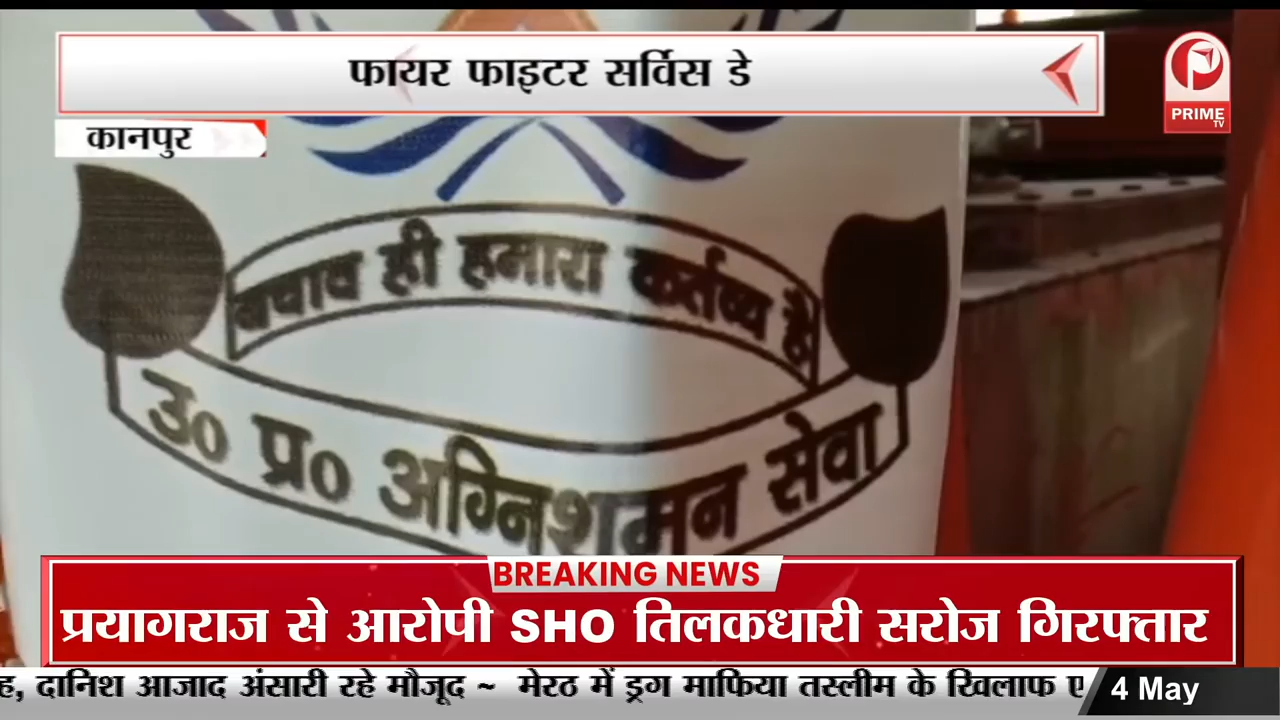 फायर फाइटर सर्विस डे
PRIME
TV
कानपुर
बचाव ही हमारा कर्तव्य है
उ० प्र० अग्निशमन सेवा
BREAKING NEWS
प्रयागराज से आरोपी SHO तिलकधारी सरोज गिरफ्तार
ह, दानिश आजाद अंसारी रहे मौजूद ~ मेरठ में ड्रग माफिया तस्लीम के खिलाफ ए
4 May